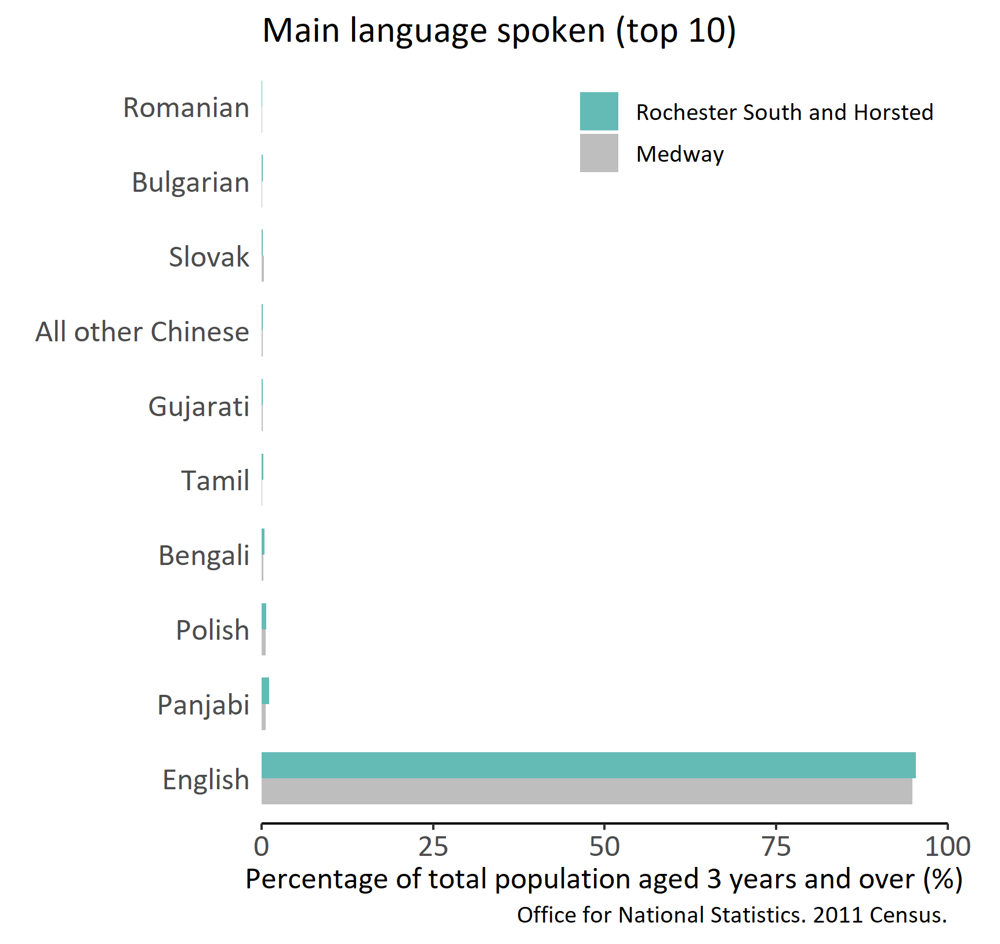 Main language spoken (top 10)
Romanian
Rochester South and Horsted
Medway
Bulgarian
Slovak
All other Chinese
Gujarati
Tamil
Bengali
Polish
Panjabi
English
0 25 50 75 100
Percentage of total population aged 3 years and over (%)
Office for National Statistics. 2011 Census.